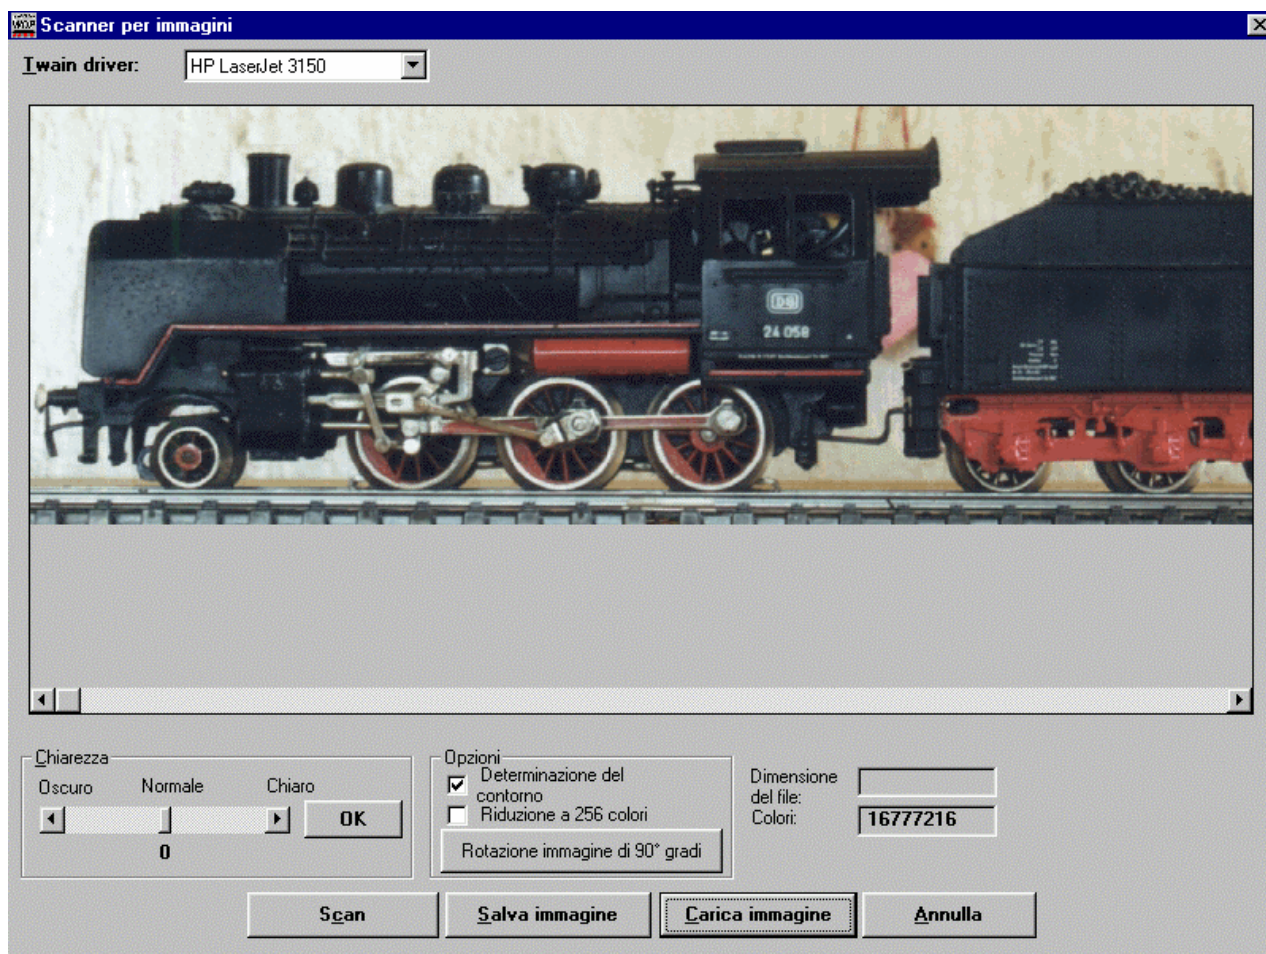 Scanner per immagini
Twain driver: HP LaserJet 3150
DB
24 058
Chiarezza
Oscuro Normale Chiaro
OK
0
Opzioni
Determinazione del
contorno
Riduzione a 256 colori
Rotazione immagine di 90° gradi
Dimensione
del file:
Colori: 16777216
Scan Salva immagine Carica immagine Annulla